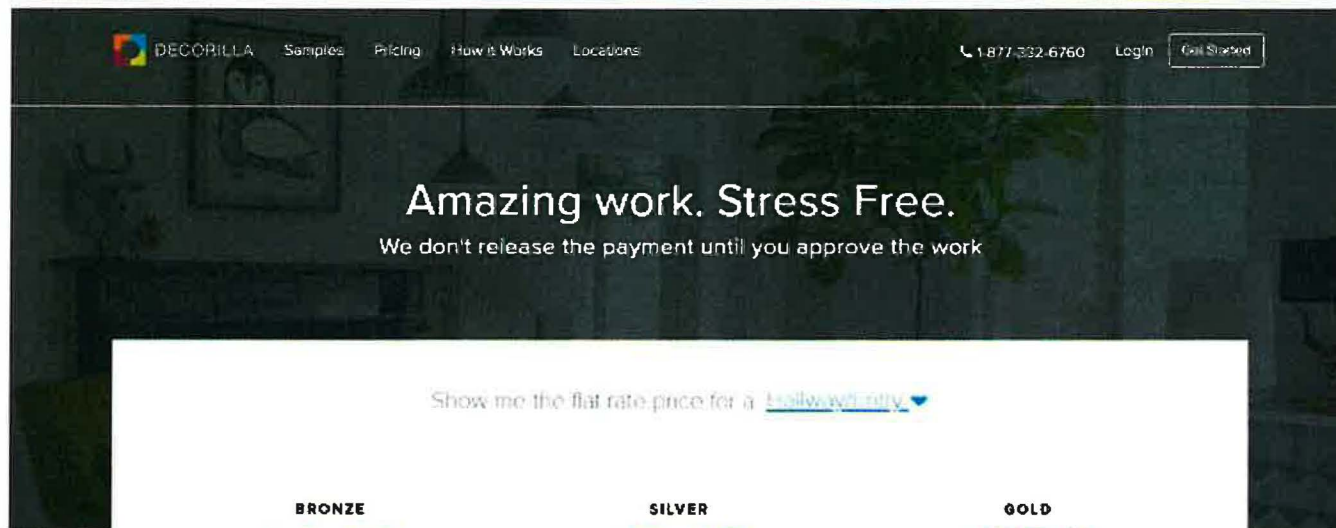 DECORILLA Samples Pricing How it Works Locations 1-877-332-6760 Login Get Started
Amazing work. Stress Free.
We don't release the payment until you approve the work
Show me the flat rate price for a Hallway/Entry
BRONZE SILVER GOLD